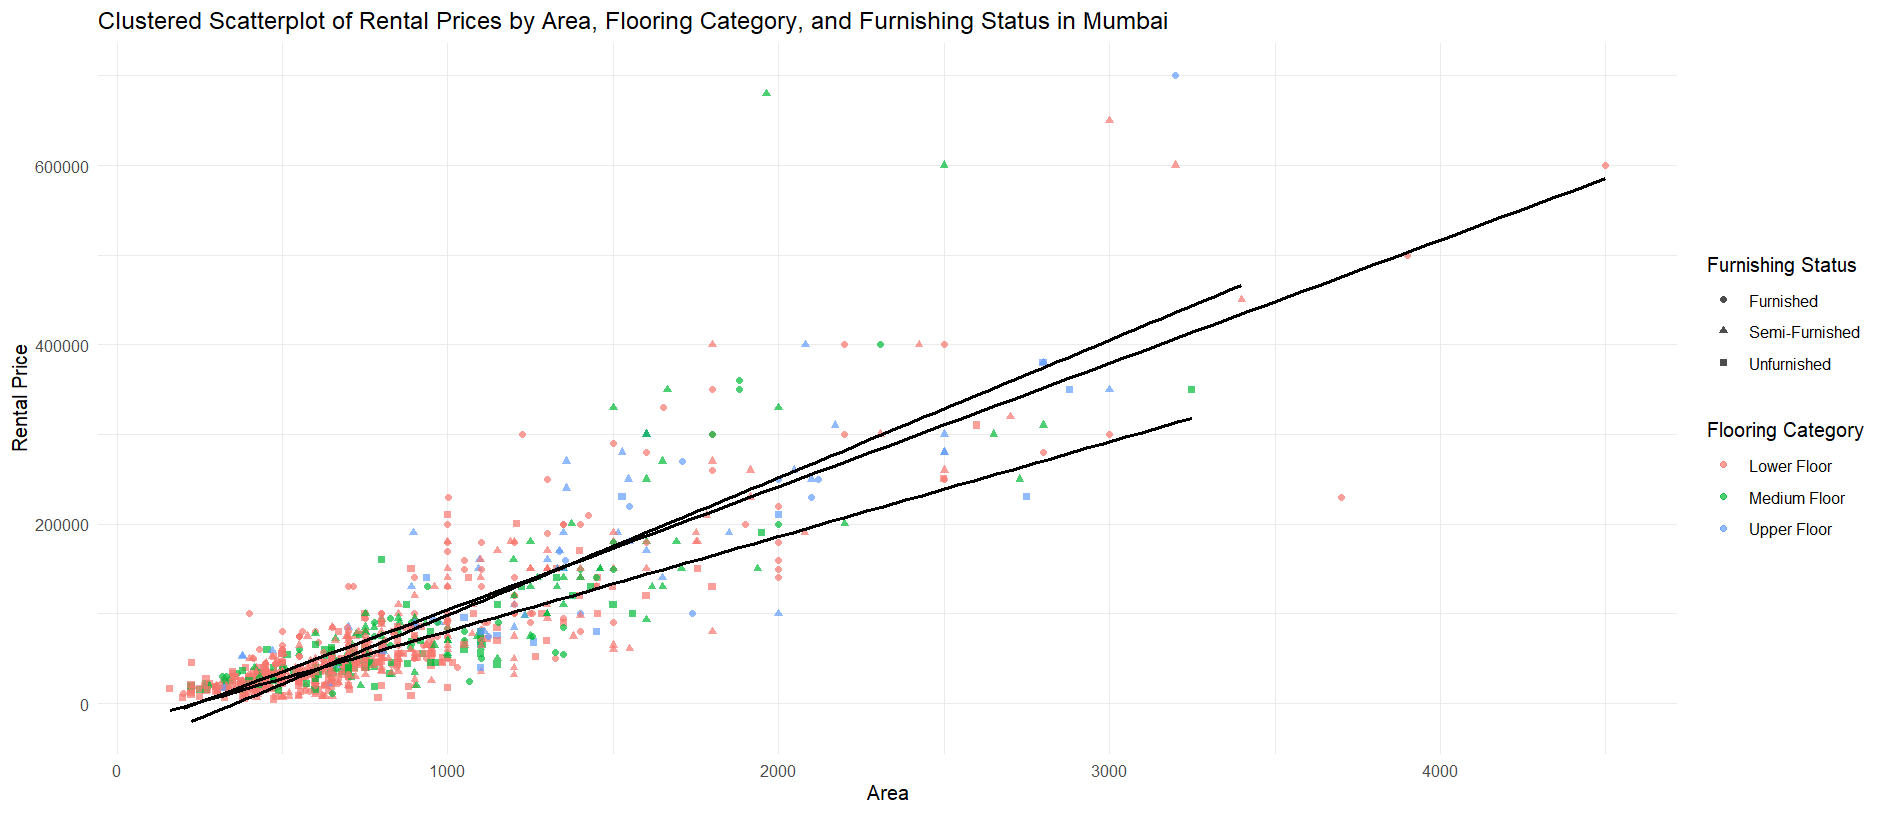 Clustered Scatterplot of Rental Prices by Area, Flooring Category, and Furnishing Status in Mumbai
Rental Price
600000
400000
200000
0
0
1000
2000
3000
4000
Area
Furnishing Status
Furnished
Semi-Furnished
Unfurnished
Flooring Category
Lower Floor
Medium Floor
Upper Floor